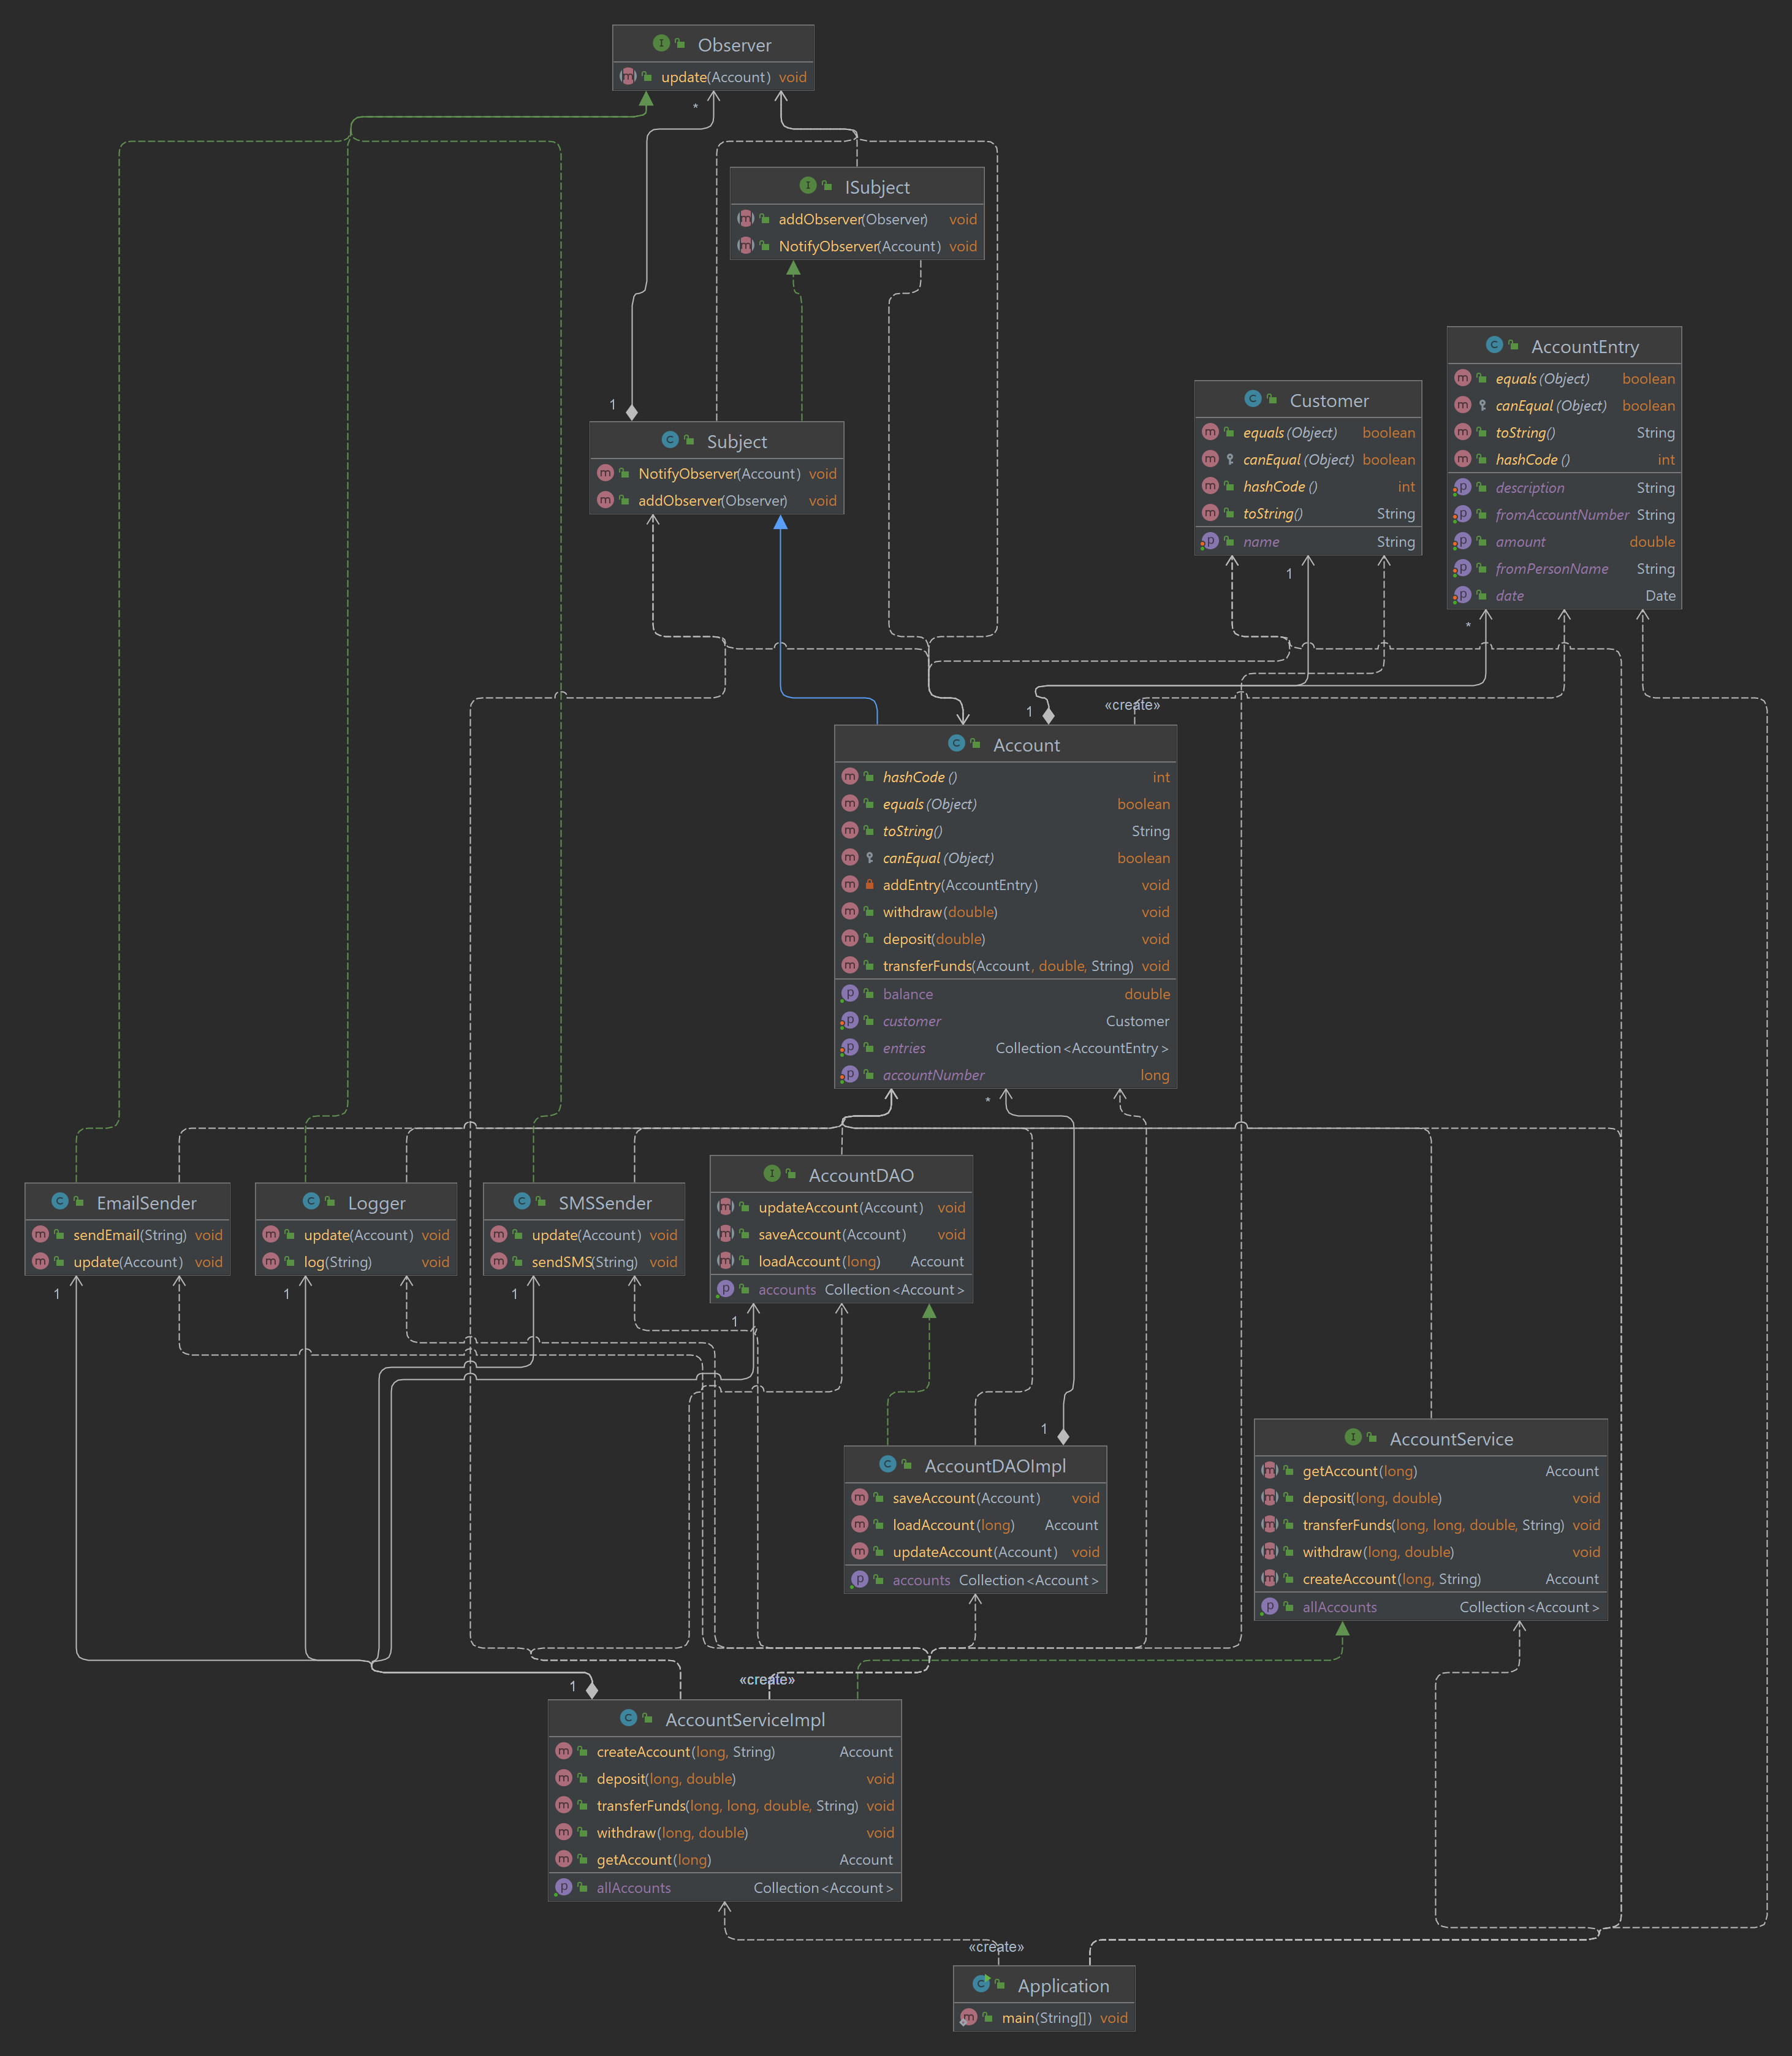 Observer
update(Account) void
*
ISubject
addObserver(Observer) void
NotifyObserver(Account) void
1
Subject
NotifyObserver(Account) void
addObserver(Observer) void
Customer
equals(Object) boolean
canEqual(Object) boolean
hashCode() int
toString() String
name String
1
AccountEntry
equals(Object) boolean
canEqual(Object) boolean
toString() String
hashCode() int
description String
fromAccountNumber String
amount double
fromPersonName String
date Date
*
1
«create»
Account
hashCode() int
equals(Object) boolean
toString() String
canEqual(Object) boolean
addEntry(AccountEntry) void
withdraw(double) void
deposit(double) void
transferFunds(Account, double, String) void
balance double
customer Customer
entries Collection<AccountEntry>
accountNumber long
*
EmailSender
sendEmail(String) void
update(Account) void
1
Logger
update(Account) void
log(String) void
1
SMSSender
update(Account) void
sendSMS(String) void
1
AccountDAO
updateAccount(Account) void
saveAccount(Account) void
loadAccount(long) Account
accounts Collection<Account>
1
1
AccountDAOImpl
saveAccount(Account) void
loadAccount(long) Account
updateAccount(Account) void
accounts Collection<Account>
AccountService
getAccount(long) Account
deposit(long, double) void
transferFunds(long, long, double, String) void
withdraw(long, double) void
createAccount(long, String) Account
allAccounts Collection<Account>
1
«create»
AccountServiceImpl
createAccount(long, String) Account
deposit(long, double) void
transferFunds(long, long, double, String) void
withdraw(long, double) void
getAccount(long) Account
allAccounts Collection<Account>
«create»
Application
main(String[]) void